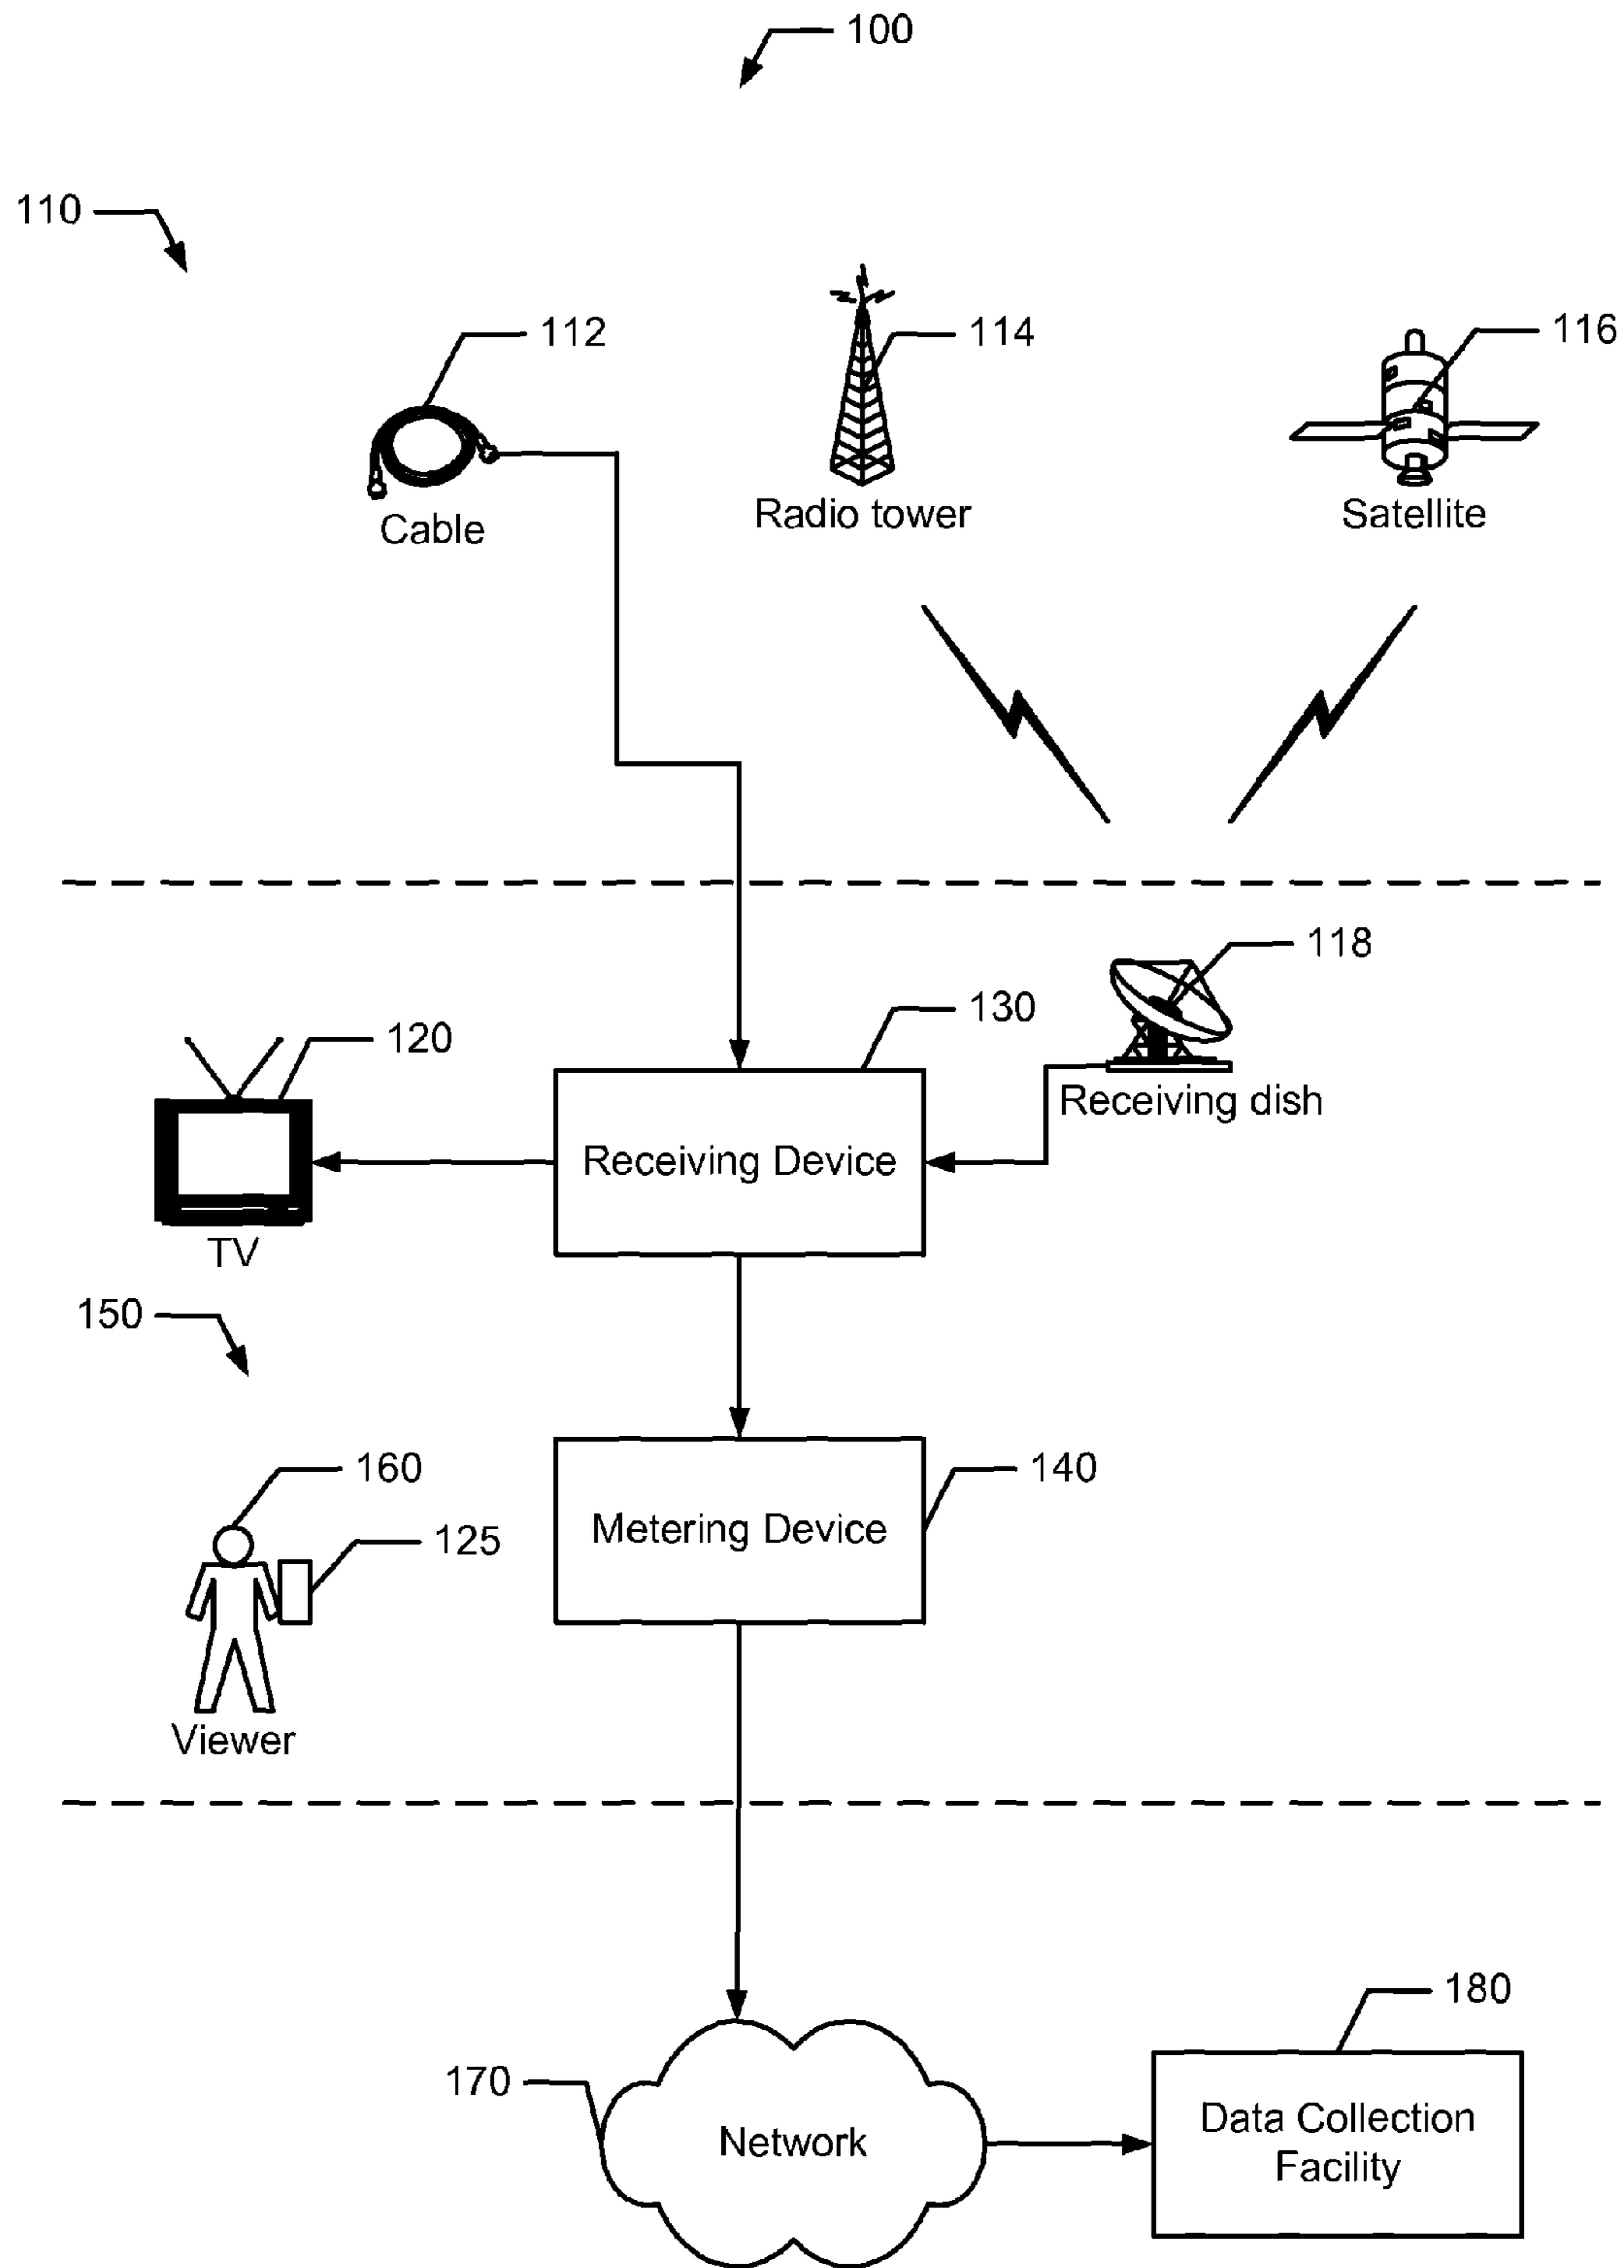 100
110
112
114
116
Cable
Radio tower
Satellite
118
130
120
Receiving dish
Receiving Device
TV
150
160
140
125
Metering Device
Viewer
180
170
Data Collection
Facility
Network